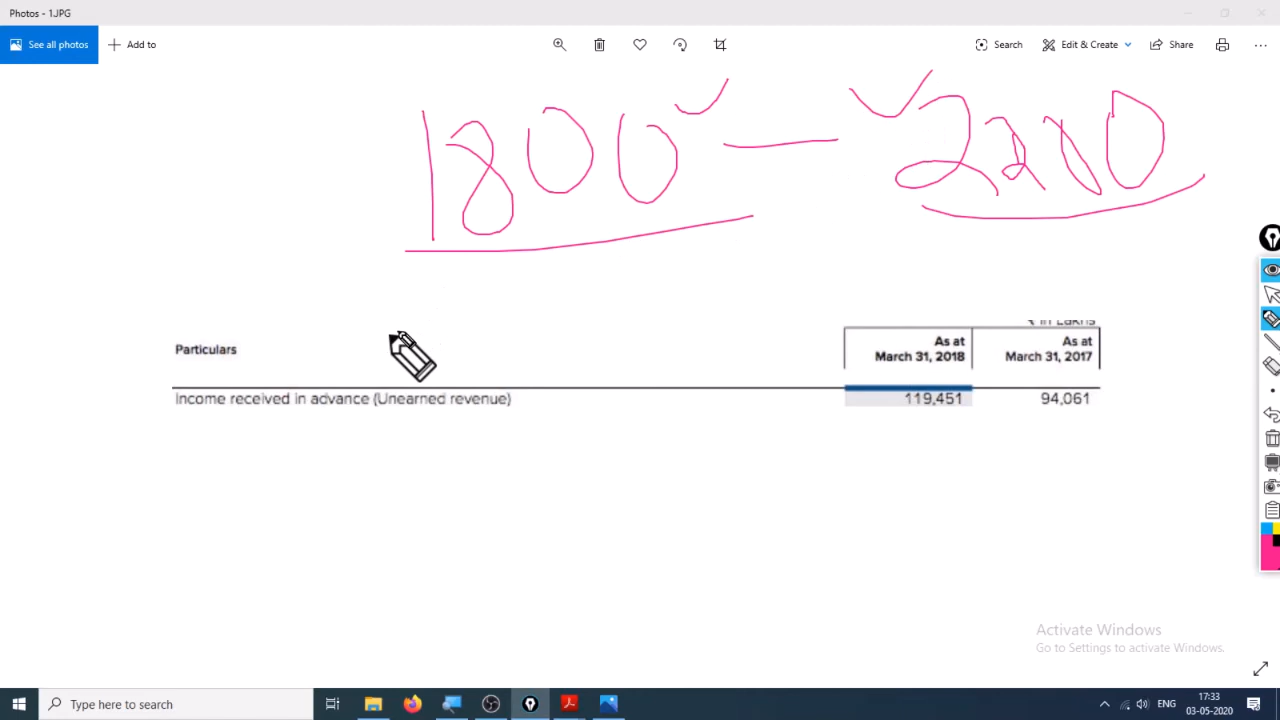 Photos - 1.JPG
See all photos
Add to
Search
Edit & Create
Share
1800 —
₹ in Lakhs
Particulars
As at
March 31, 2018
As at
March 31, 2017
Income received in advance (Unearned revenue)
119,451
94,061
Activate Windows
Go to Settings to activate Windows.
Type here to search
ENG
17:33
03-05-2020